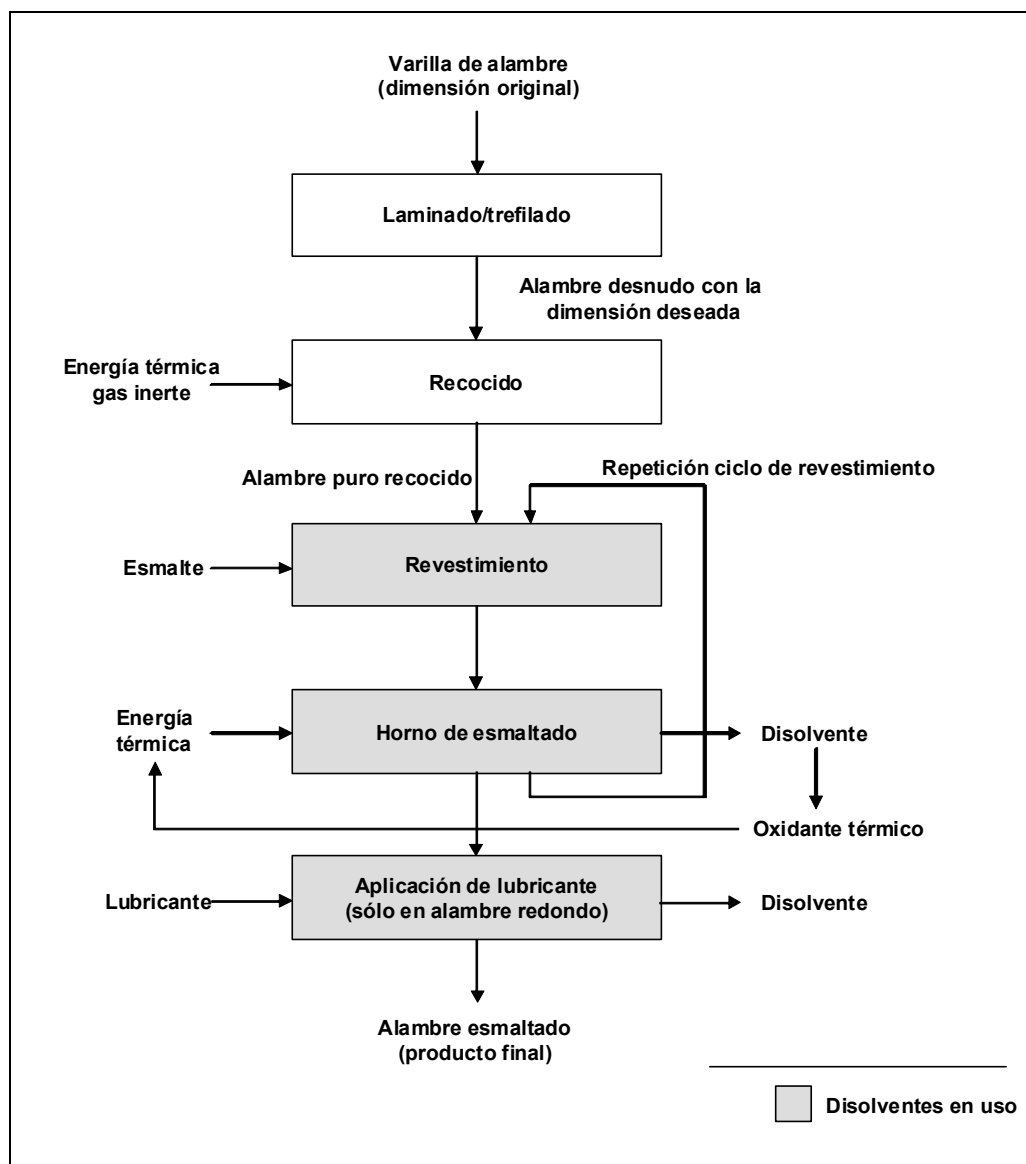 Varilla de alambre
(dimensión original)
Laminado/trefilado
Alambre desnudo con la
dimensión deseada
Energía térmica
gas inerte
Recocido
Alambre puro recocido
Repetición ciclo de revestimiento
Esmalte
Revestimiento
Energía
térmica
Horno de esmaltado
Disolvente
Oxidante térmico
Lubricante
Aplicación de lubricante
(sólo en alambre redondo)
Disolvente
Alambre esmaltado
(producto final)
Disolventes en uso